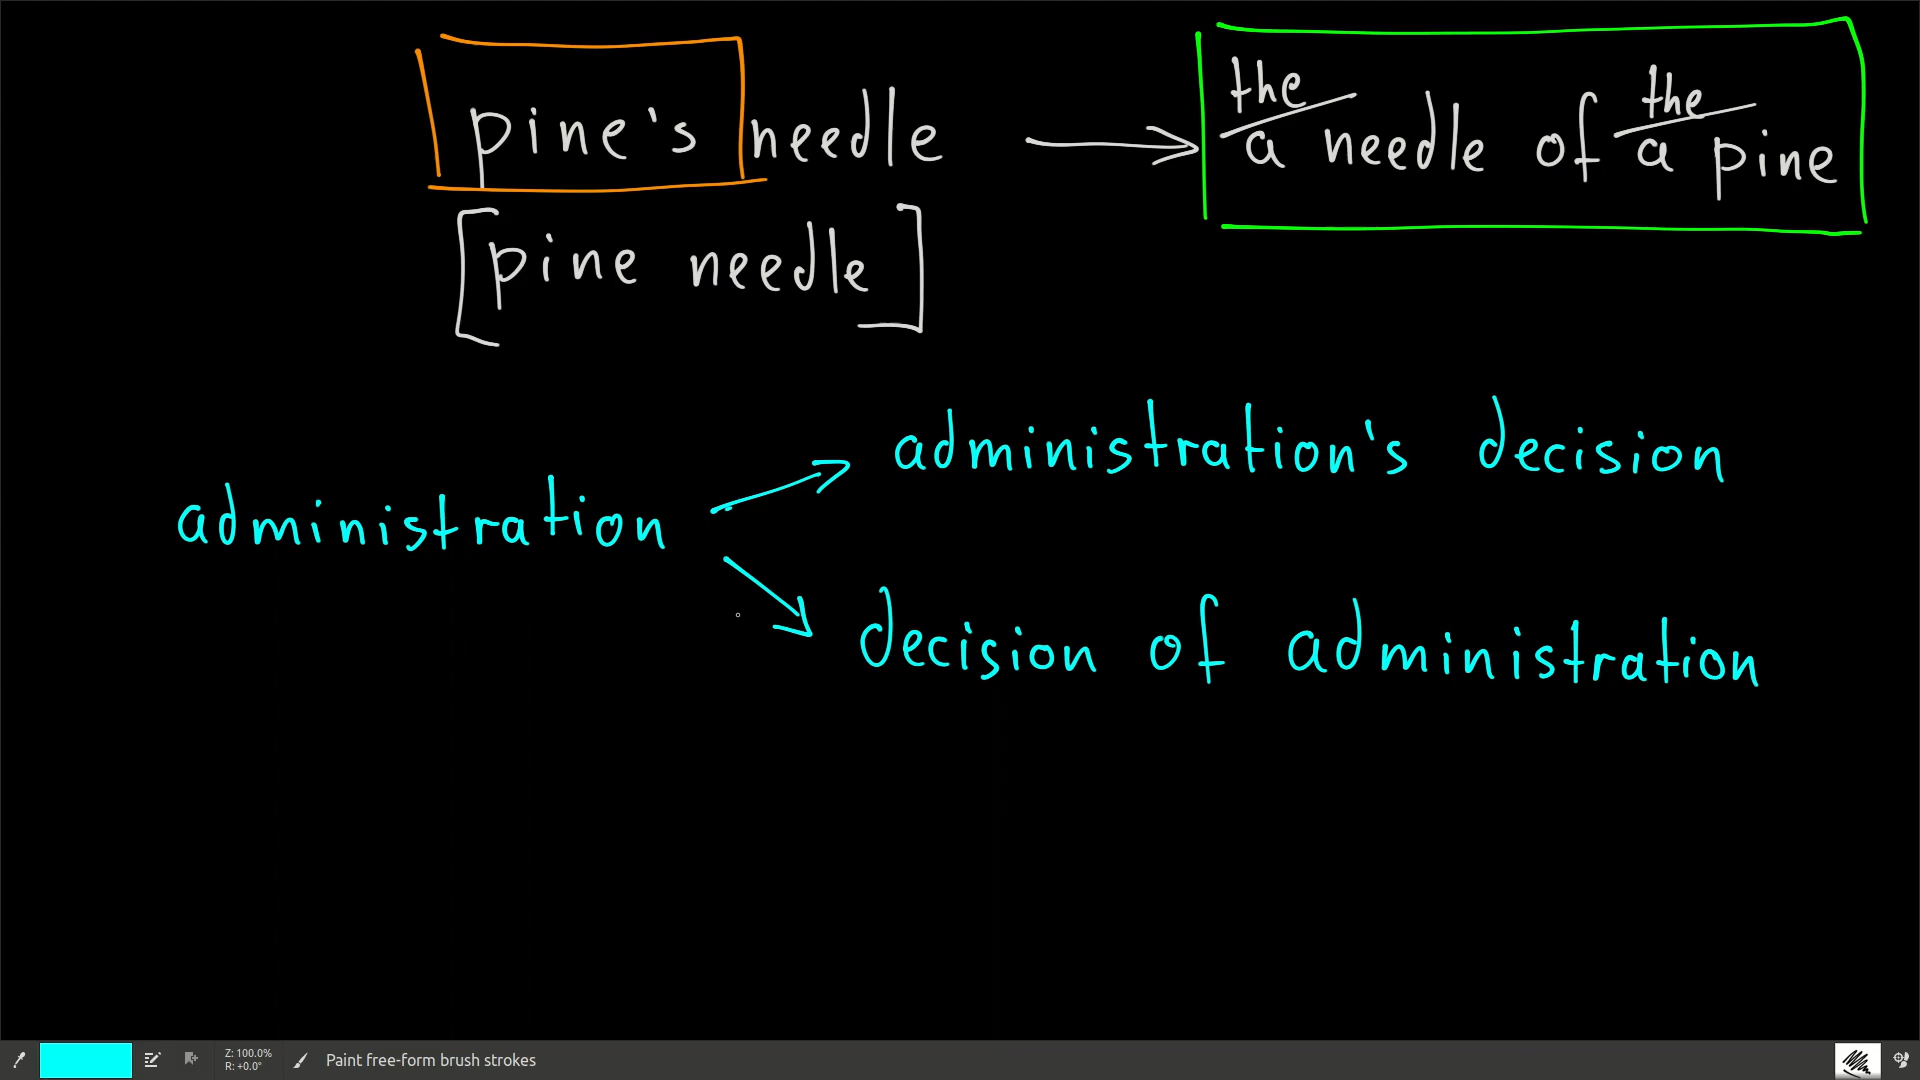 pine's needle → the/a needle of the/a pine
[pine needle]
administration's decision
administration
decision of administration
Z: 100.0%
R: +0.0°
Paint free-form brush strokes